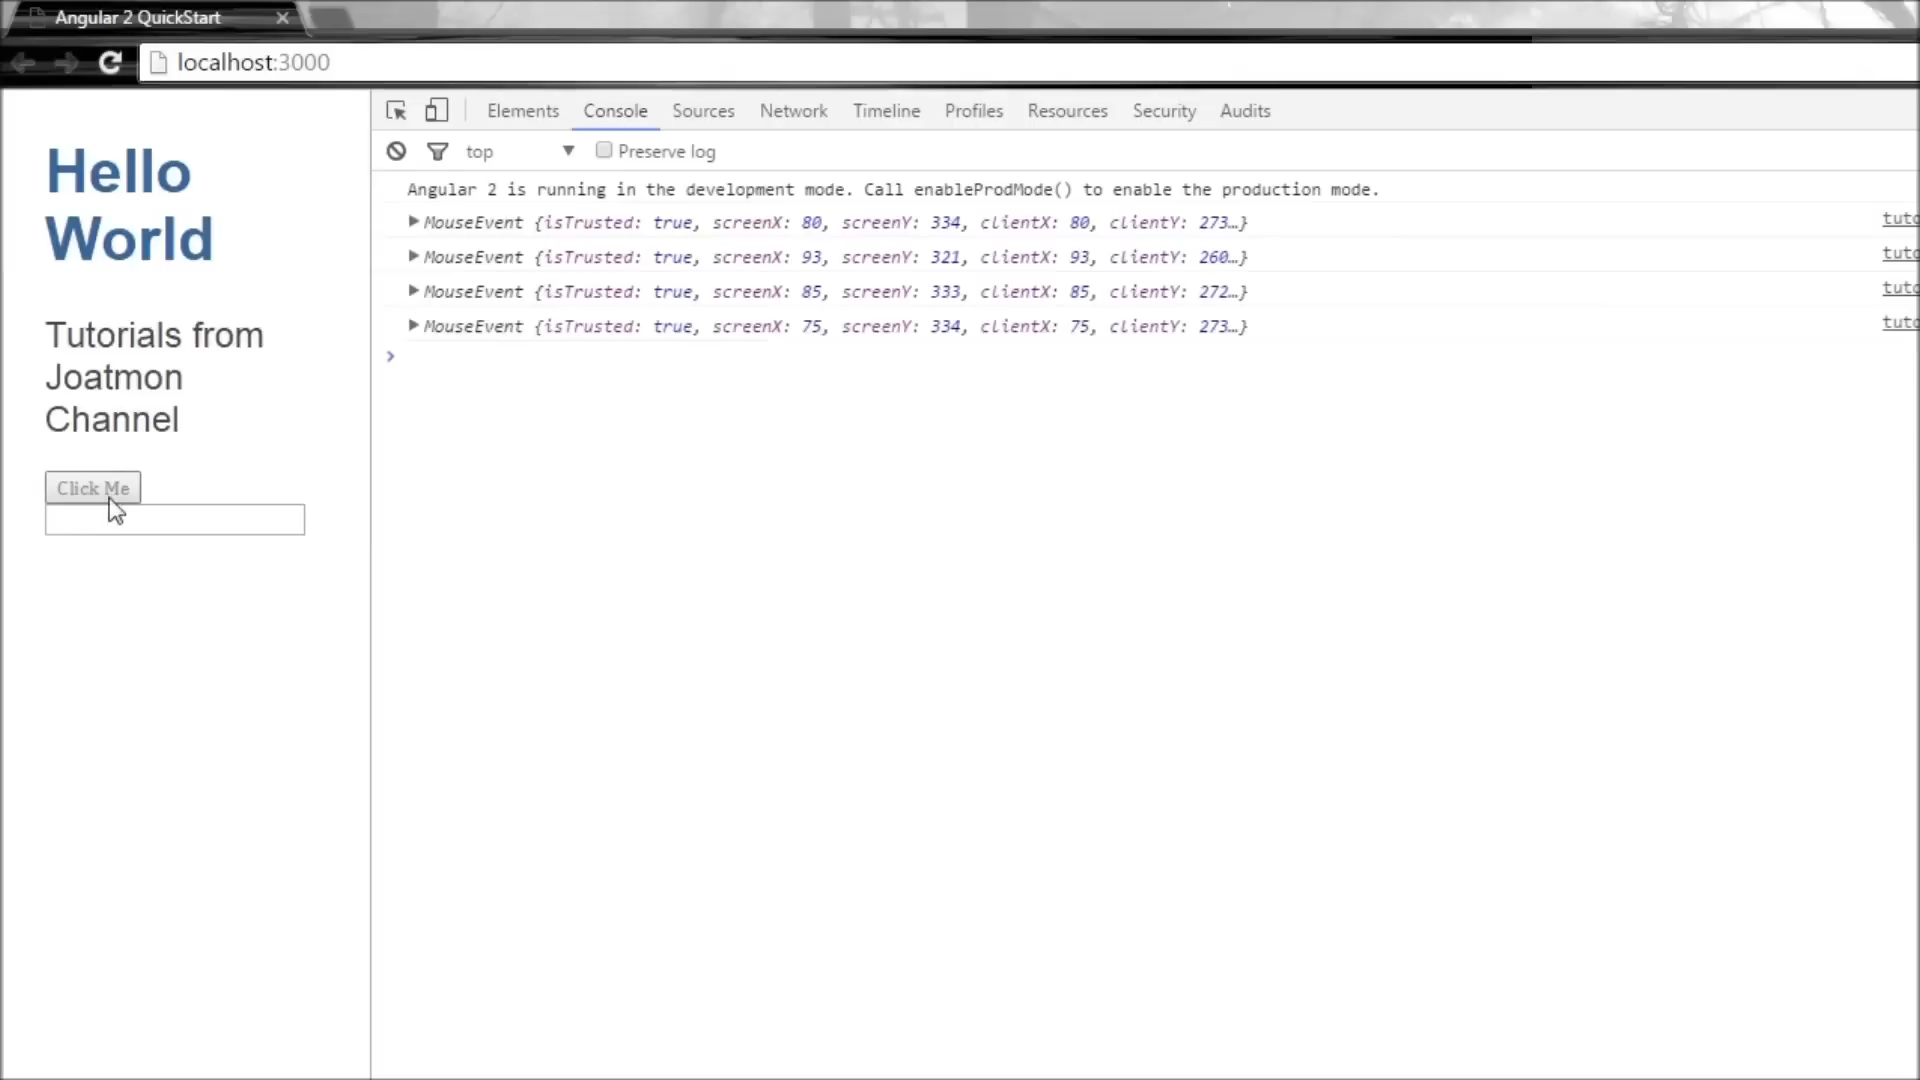 Angular 2 QuickStart
localhost:3000
Hello
World
Tutorials from
Joatmon
Channel
Click Me
Elements Console Sources Network Timeline Profiles Resources Security Audits
top Preserve log
Angular 2 is running in the development mode. Call enableProdMode() to enable the production mode.
MouseEvent {isTrusted: true, screenX: 80, screenY: 334, clientX: 80, clientY: 273…} tuto
MouseEvent {isTrusted: true, screenX: 93, screenY: 321, clientX: 93, clientY: 260…} tuto
MouseEvent {isTrusted: true, screenX: 85, screenY: 333, clientX: 85, clientY: 272…} tuto
MouseEvent {isTrusted: true, screenX: 75, screenY: 334, clientX: 75, clientY: 273…} tuto